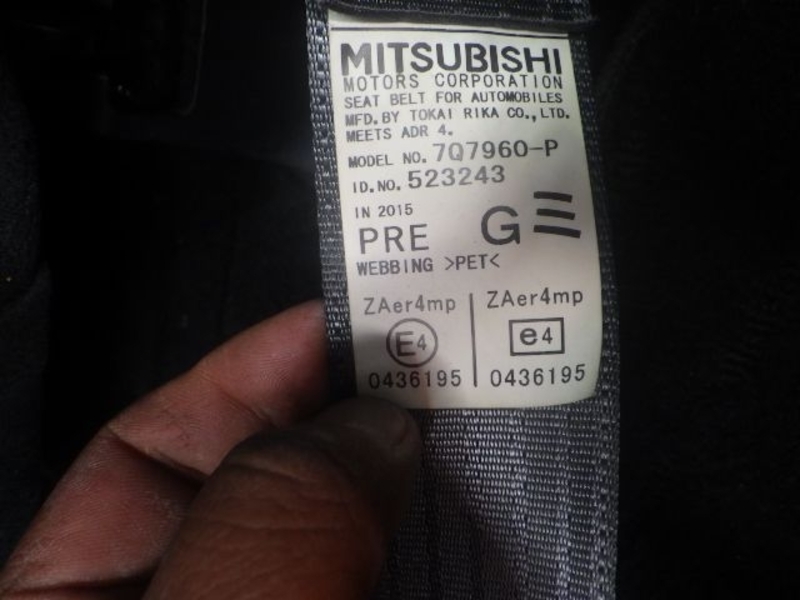 MITSUBISHI
MOTORS CORPORATION
SEAT BELT FOR AUTOMOBILES
MFD. BY TOKAI RIKA CO., LTD.
MEETS ADR 4.
MODEL NO. 7Q7960-P
ID. NO. 523243
IN 2015
PRE G
WEBBING >PET<
ZAer4mp ZAer4mp
E4 e4
0436195 0436195